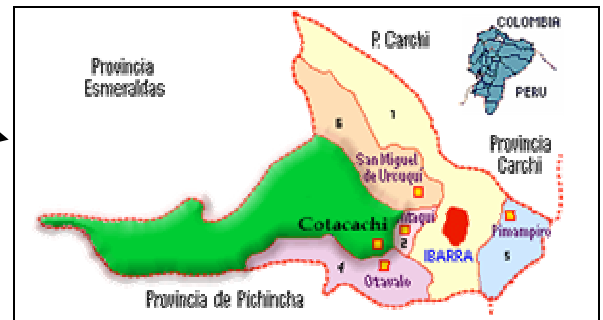 COLOMBIA
P. Carchi
Provincia
Esmeraldas
PERU
1
6
Provincia
Carchi
San Miguel
de Urcuquí
Cotacachi
ntaqui
Pimampiro
2
IBARRA
5
4
Otavalo
Provincia de Pichincha